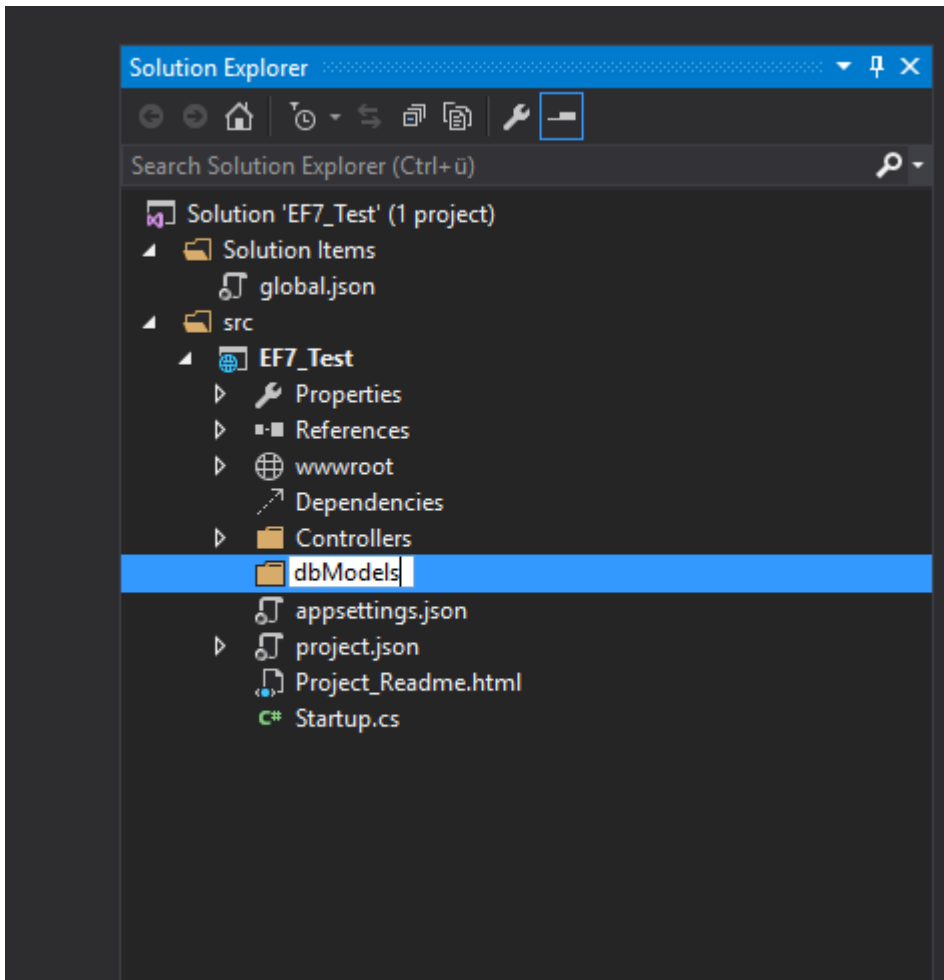 Solution Explorer
Search Solution Explorer (Ctrl+ü)
Solution 'EF7_Test' (1 project)
Solution Items
global.json
src
EF7_Test
Properties
References
wwwroot
Dependencies
Controllers
dbModels
appsettings.json
project.json
Project_Readme.html
C# Startup.cs